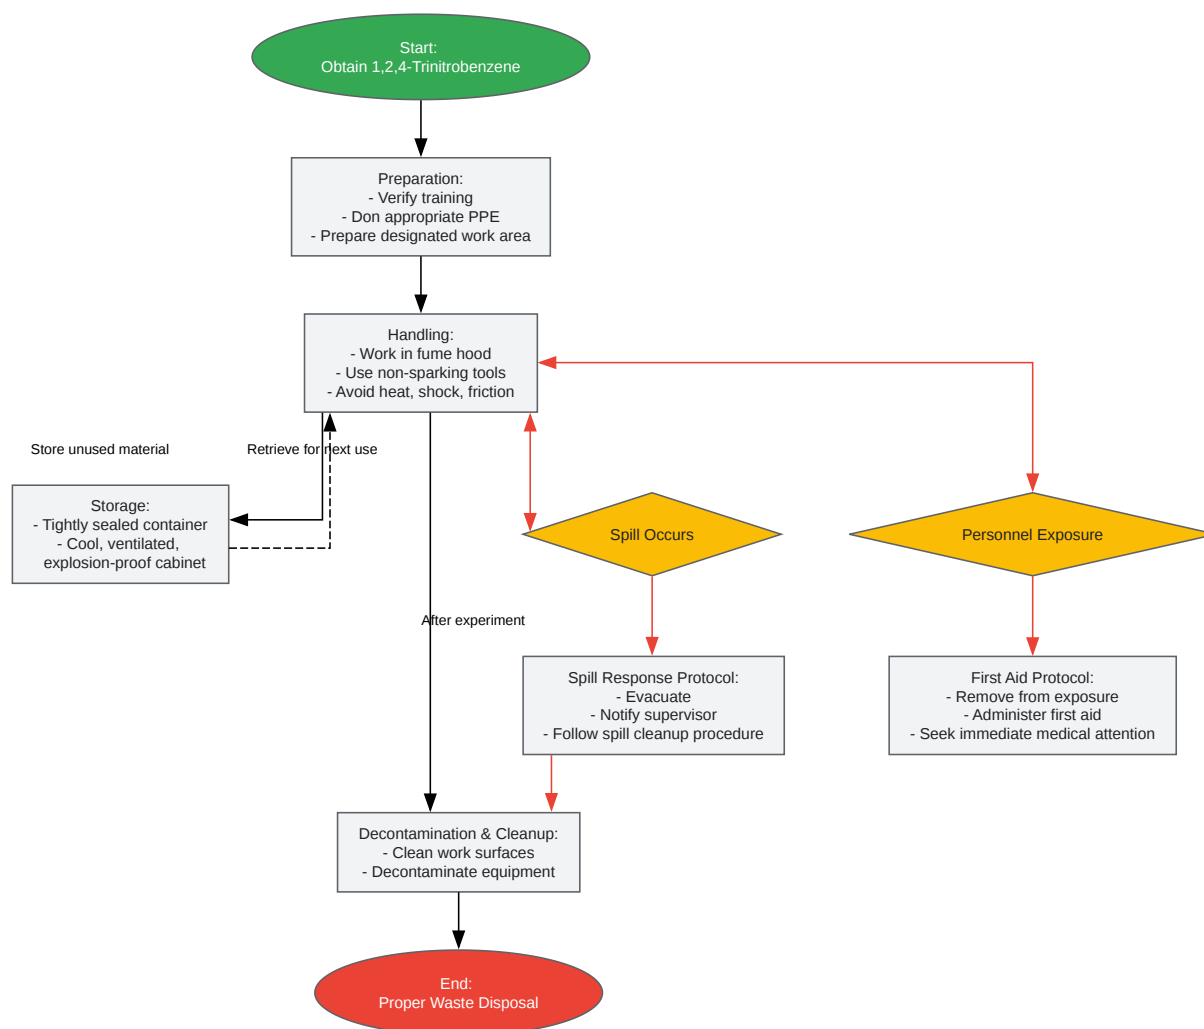 Start:
Obtain 1,2,4-Trinitrobenzene
Preparation:
- Verify training
- Don appropriate PPE
- Prepare designated work area
Handling:
- Work in fume hood
- Use non-sparking tools
- Avoid heat, shock, friction
Store unused material
Retrieve for next use
Storage:
- Tightly sealed container
- Cool, ventilated,
explosion-proof cabinet
Spill Occurs
Personnel Exposure
After experiment
Spill Response Protocol:
- Evacuate
- Notify supervisor
- Follow spill cleanup procedure
First Aid Protocol:
- Remove from exposure
- Administer first aid
- Seek immediate medical attention
Decontamination & Cleanup:
- Clean work surfaces
- Decontaminate equipment
End:
Proper Waste Disposal